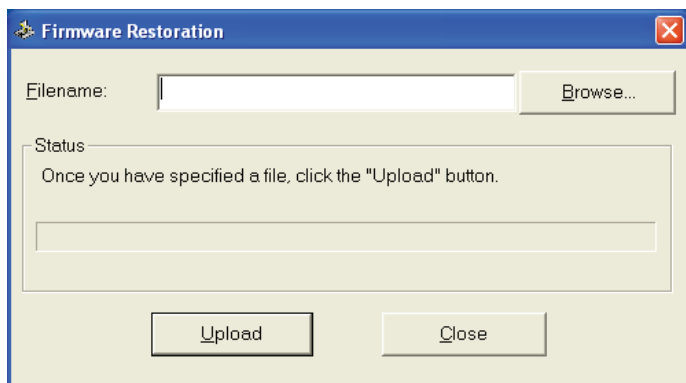 Firmware Restoration
Filename:
Browse...
Status
Once you have specified a file, click the "Upload" button.
Upload
Close